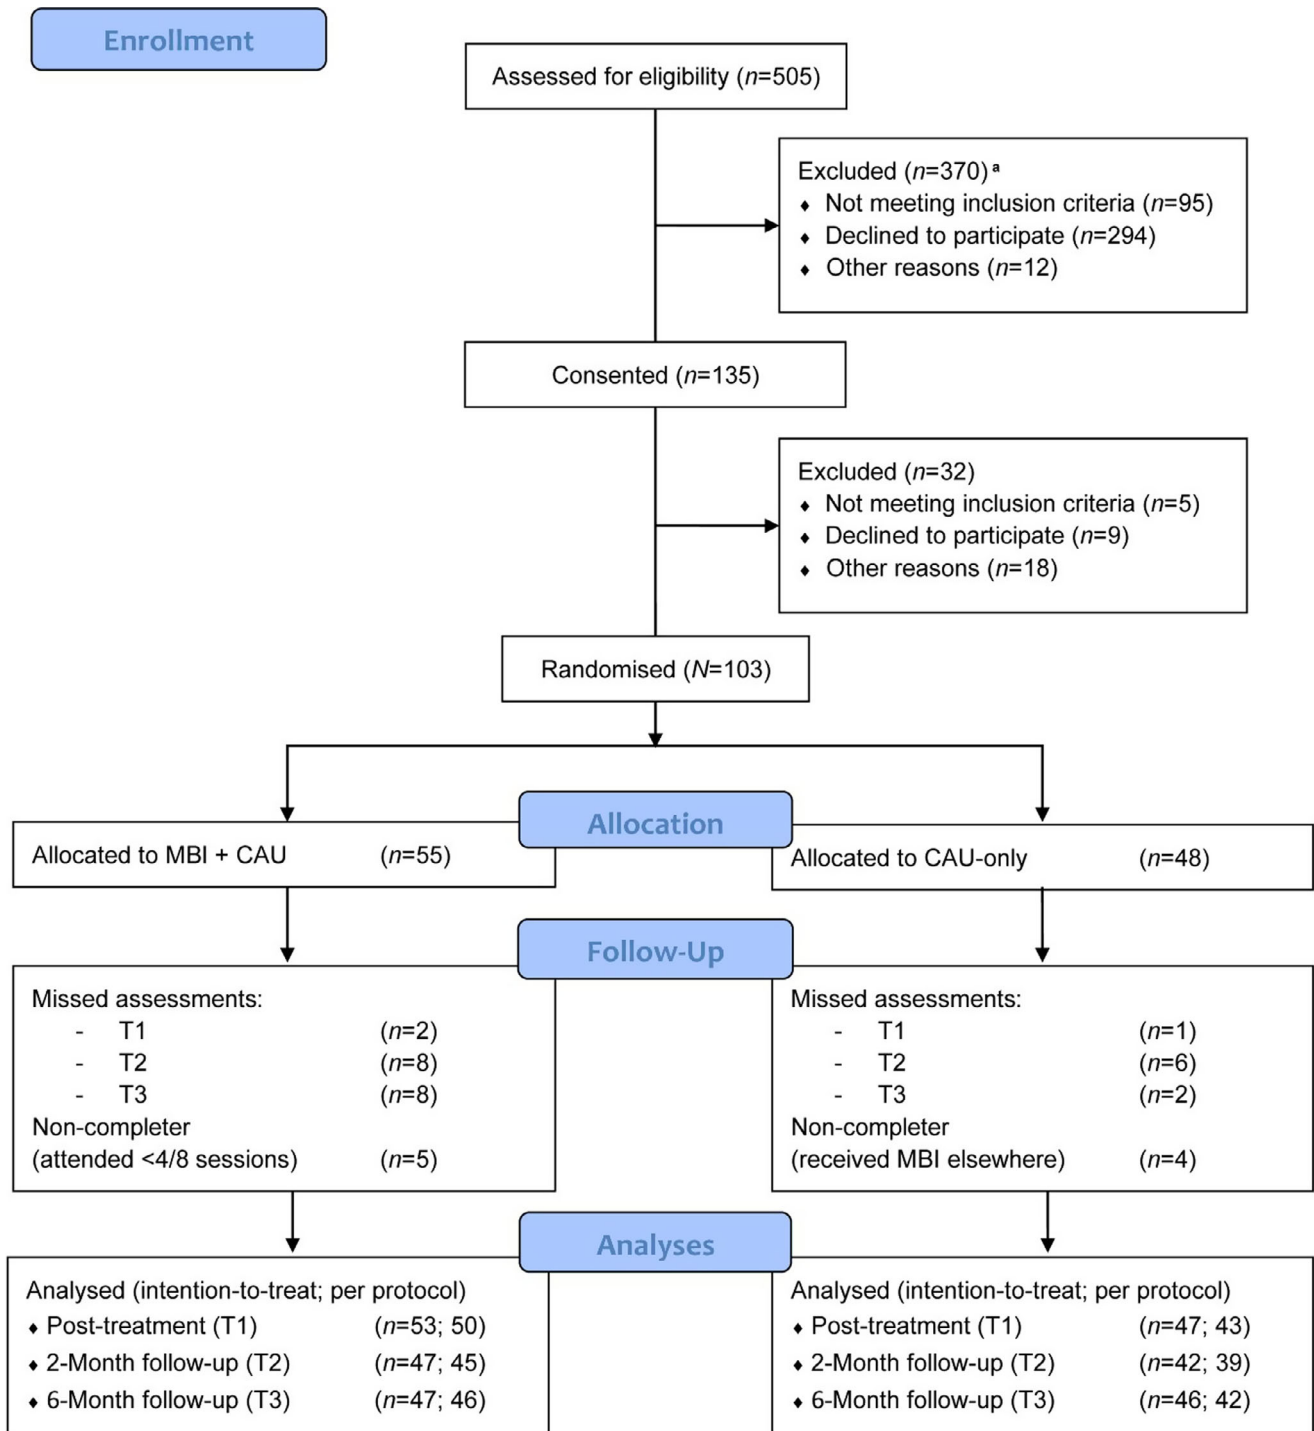 Enrollment
Assessed for eligibility (n=505)
Excluded (n=370) a
♦ Not meeting inclusion criteria (n=95)
♦ Declined to participate (n=294)
♦ Other reasons (n=12)
Consented (n=135)
Excluded (n=32)
♦ Not meeting inclusion criteria (n=5)
♦ Declined to participate (n=9)
♦ Other reasons (n=18)
Randomised (N=103)
Allocation
Allocated to MBI + CAU (n=55)
Allocated to CAU-only (n=48)
Follow-Up
Missed assessments:
- T1 (n=2)
- T2 (n=8)
- T3 (n=8)
Non-completer
(attended <4/8 sessions) (n=5)
Missed assessments:
- T1 (n=1)
- T2 (n=6)
- T3 (n=2)
Non-completer
(received MBI elsewhere) (n=4)
Analyses
Analysed (intention-to-treat; per protocol)
♦ Post-treatment (T1) (n=53; 50)
♦ 2-Month follow-up (T2) (n=47; 45)
♦ 6-Month follow-up (T3) (n=47; 46)
Analysed (intention-to-treat; per protocol)
♦ Post-treatment (T1) (n=47; 43)
♦ 2-Month follow-up (T2) (n=42; 39)
♦ 6-Month follow-up (T3) (n=46; 42)